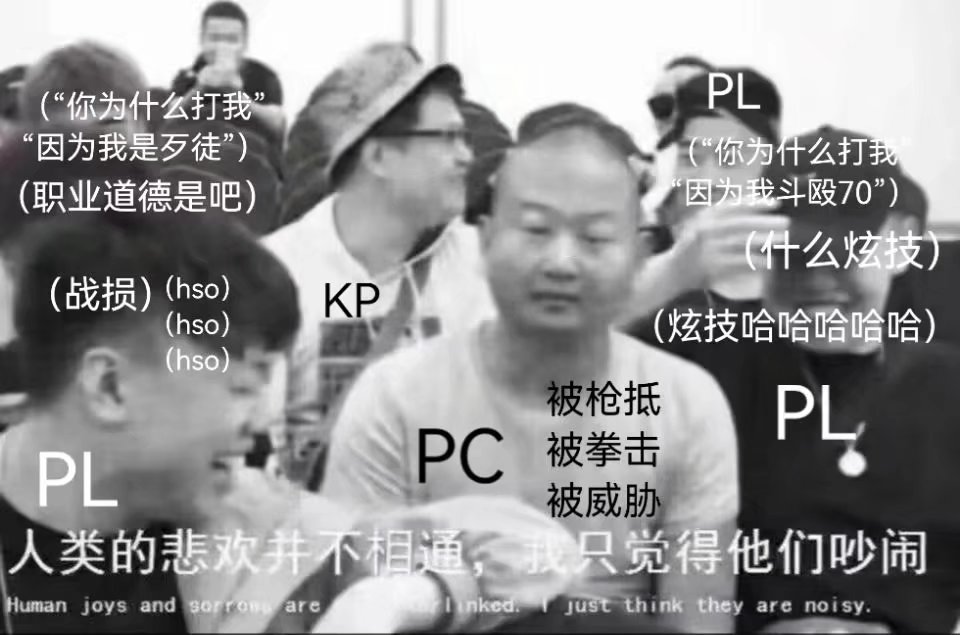 （“你为什么打我”
“因为我是歹徒”）
（职业道德是吧）
（战损）
（hso）
（hso）
（hso）
PL
KP
PC
被枪抵
被拳击
被威胁
PL
（“你为什么打我”
“因为我斗殴70”）
（什么炫技）
（炫技哈哈哈哈哈）
PL
人类的悲欢并不相通，我只觉得他们吵闹
Human joys and sorrows are interlinked. I just think they are noisy.